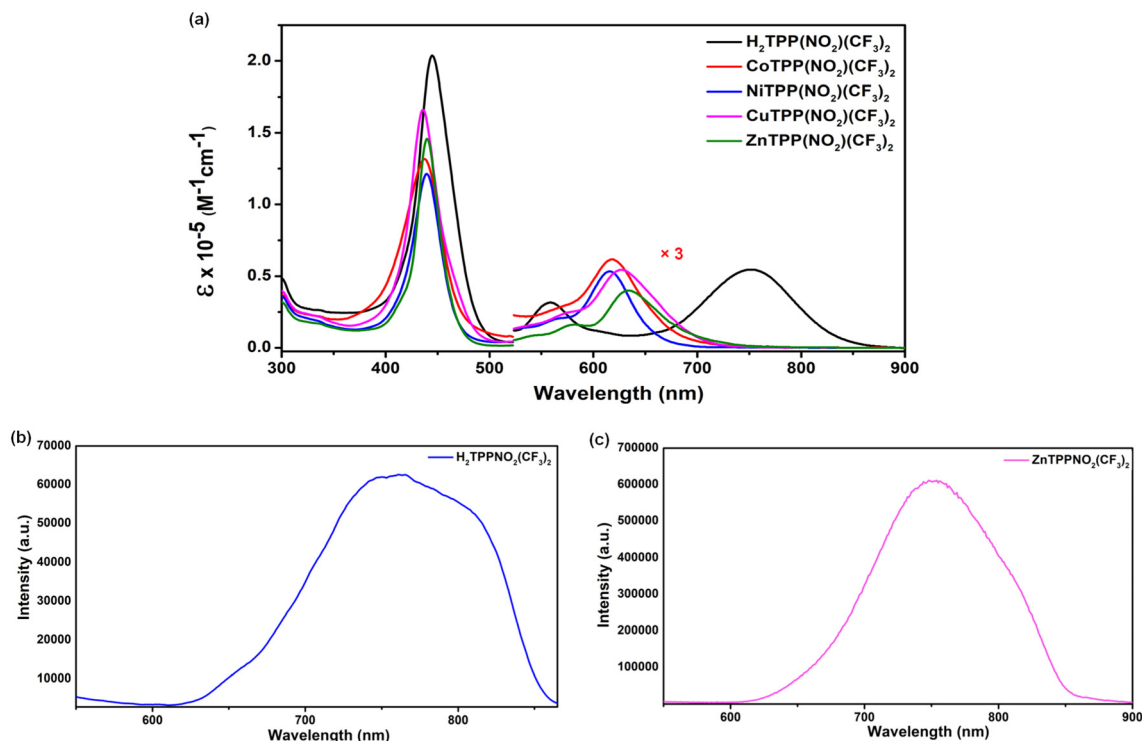 (a)
H₂TPP(NO₂)(CF₃)₂
CoTPP(NO₂)(CF₃)₂
NiTPP(NO₂)(CF₃)₂
CuTPP(NO₂)(CF₃)₂
ZnTPP(NO₂)(CF₃)₂
× 3
2.0
1.5
1.0
0.5
0.0
ε x 10⁻⁵ (M⁻¹cm⁻¹)
300 400 500 600 700 800 900
Wavelength (nm)
(b)
H₂TPPNO₂(CF₃)₂
70000
60000
50000
40000
30000
20000
10000
Intensity (a.u.)
600 700 800
Wavelength (nm)
(c)
ZnTPPNO₂(CF₃)₂
700000
600000
500000
400000
300000
200000
100000
Intensity (a.u.)
600 700 800 900
Wavelength (nm)